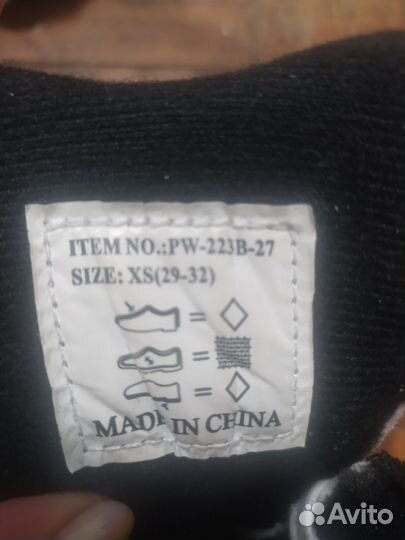 ITEM NO.:PW-223B-27
SIZE: XS(29-32)
=
=
=
MADE IN CHINA
Avito